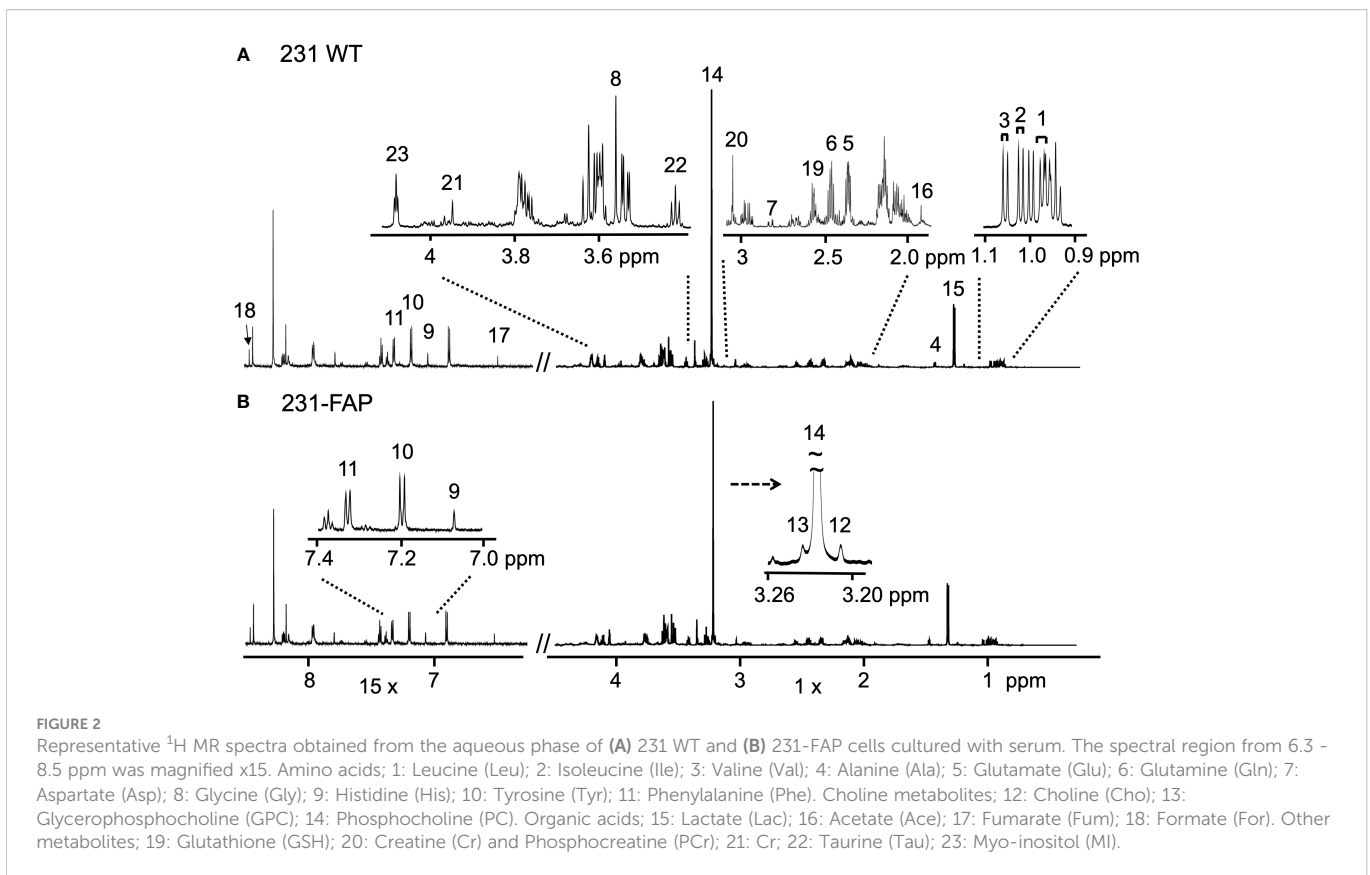 A 231 WT
23
21
8
22
14
20
7
19
6 5
16
3
2
1
4 3.8 3.6 ppm
3 2.5 2.0 ppm
1.1 1.0 0.9 ppm
18
11
10
9
17
15
4
//
B 231-FAP
11
10
9
7.4 7.2 7.0 ppm
14
~
~
13 12
3.26 3.20 ppm
//
8 15 x 7 4 3 1 x 2 1 ppm
FIGURE 2
Representative ¹H MR spectra obtained from the aqueous phase of (A) 231 WT and (B) 231-FAP cells cultured with serum. The spectral region from 6.3 -
8.5 ppm was magnified x15. Amino acids; 1: Leucine (Leu); 2: Isoleucine (Ile); 3: Valine (Val); 4: Alanine (Ala); 5: Glutamate (Glu); 6: Glutamine (Gln); 7:
Aspartate (Asp); 8: Glycine (Gly); 9: Histidine (His); 10: Tyrosine (Tyr); 11: Phenylalanine (Phe). Choline metabolites; 12: Choline (Cho); 13:
Glycerophosphocholine (GPC); 14: Phosphocholine (PC). Organic acids; 15: Lactate (Lac); 16: Acetate (Ace); 17: Fumarate (Fum); 18: Formate (For). Other
metabolites; 19: Glutathione (GSH); 20: Creatine (Cr) and Phosphocreatine (PCr); 21: Cr; 22: Taurine (Tau); 23: Myo-inositol (MI).